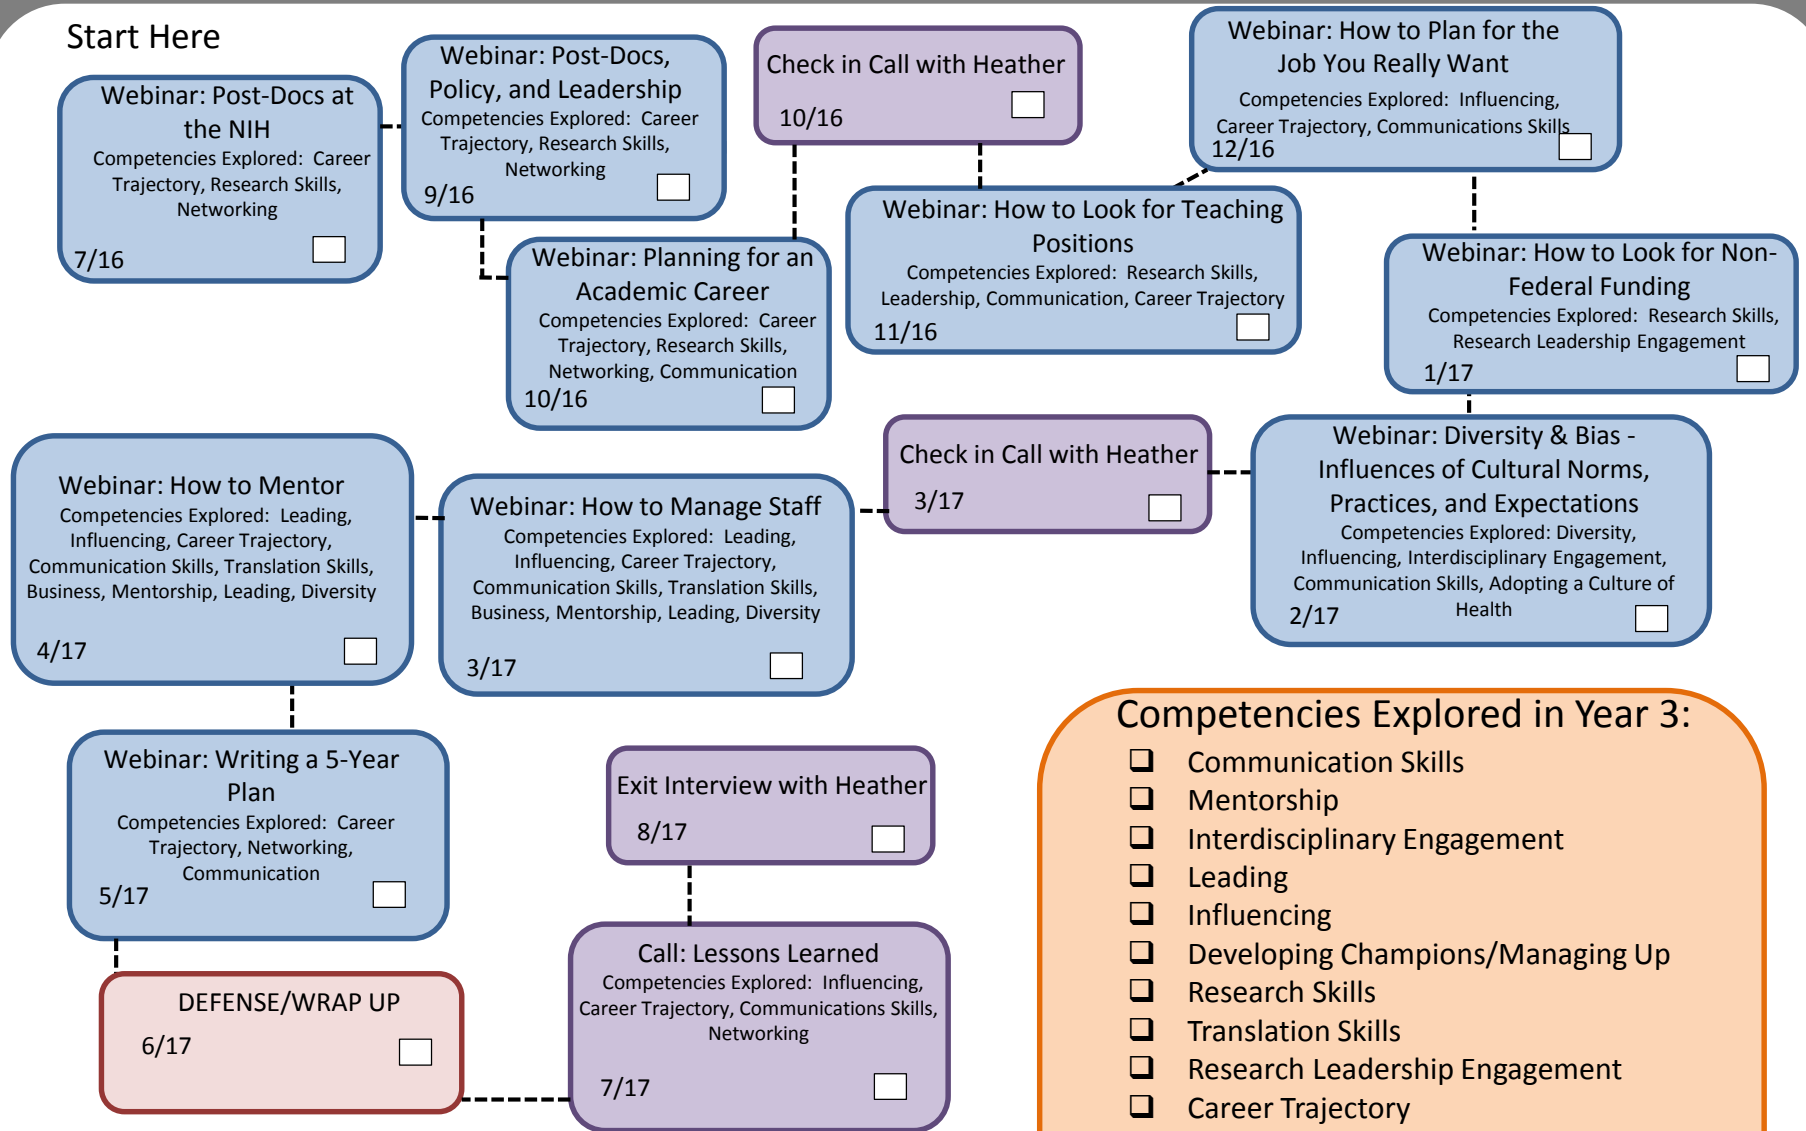 Start Here
Webinar: Post-Docs at
the NIH
Competencies Explored: Career
Trajectory, Research Skills,
Networking
7/16
Webinar: Post-Docs,
Policy, and Leadership
Competencies Explored: Career
Trajectory, Research Skills,
Networking
9/16
Webinar: Planning for an
Academic Career
Competencies Explored: Career
Trajectory, Research Skills,
Networking, Communication
10/16
Check in Call with Heather
10/16
Webinar: How to Look for Teaching
Positions
Competencies Explored: Research Skills,
Leadership, Communication, Career Trajectory
11/16
Webinar: How to Plan for the
Job You Really Want
Competencies Explored: Influencing,
Career Trajectory, Communications Skills
12/16
Webinar: How to Look for Non-
Federal Funding
Competencies Explored: Research Skills,
Research Leadership Engagement
1/17
Webinar: Diversity & Bias -
Influences of Cultural Norms,
Practices, and Expectations
Competencies Explored: Diversity,
Influencing, Interdisciplinary Engagement,
Communication Skills, Adopting a Culture of
Health
2/17
Check in Call with Heather
3/17
Webinar: How to Manage Staff
Competencies Explored: Leading,
Influencing, Career Trajectory,
Communication Skills, Translation Skills,
Business, Mentorship, Leading, Diversity
3/17
Webinar: How to Mentor
Competencies Explored: Leading,
Influencing, Career Trajectory,
Communication Skills, Translation Skills,
Business, Mentorship, Leading, Diversity
4/17
Webinar: Writing a 5-Year
Plan
Competencies Explored: Career
Trajectory, Networking,
Communication
5/17
DEFENSE/WRAP UP
6/17
Call: Lessons Learned
Competencies Explored: Influencing,
Career Trajectory, Communications Skills,
Networking
7/17
Exit Interview with Heather
8/17
Competencies Explored in Year 3:
Communication Skills
Mentorship
Interdisciplinary Engagement
Leading
Influencing
Developing Champions/Managing Up
Research Skills
Translation Skills
Research Leadership Engagement
Career Trajectory